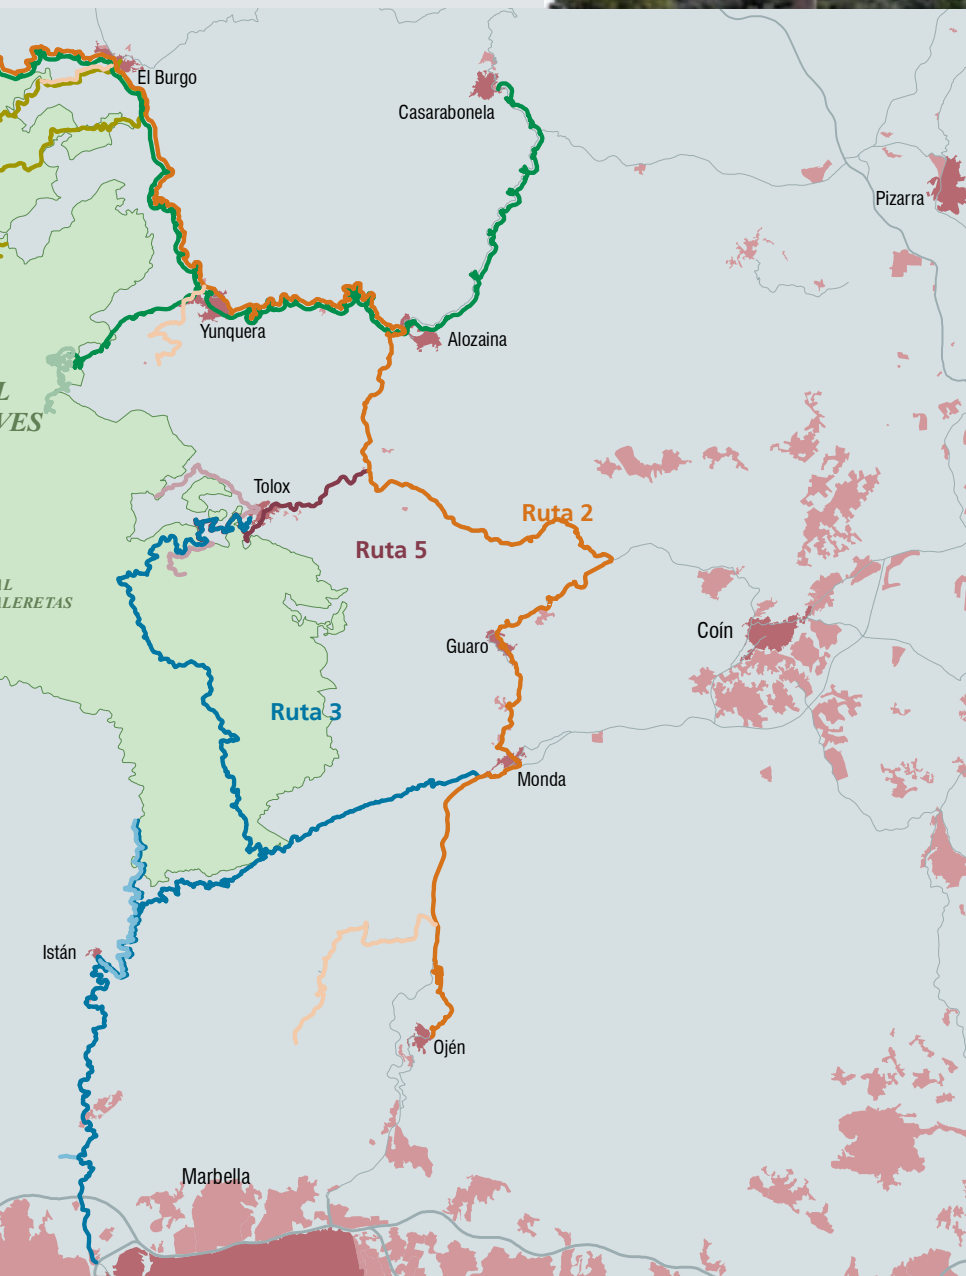 El Burgo
Casarabonela
Pizarra
Yunquera
Alozaina
L
VES
Tolox
Ruta 2
Ruta 5
AL
ALERETAS
Coín
Guaro
Ruta 3
Monda
Istán
Ojén
Marbella